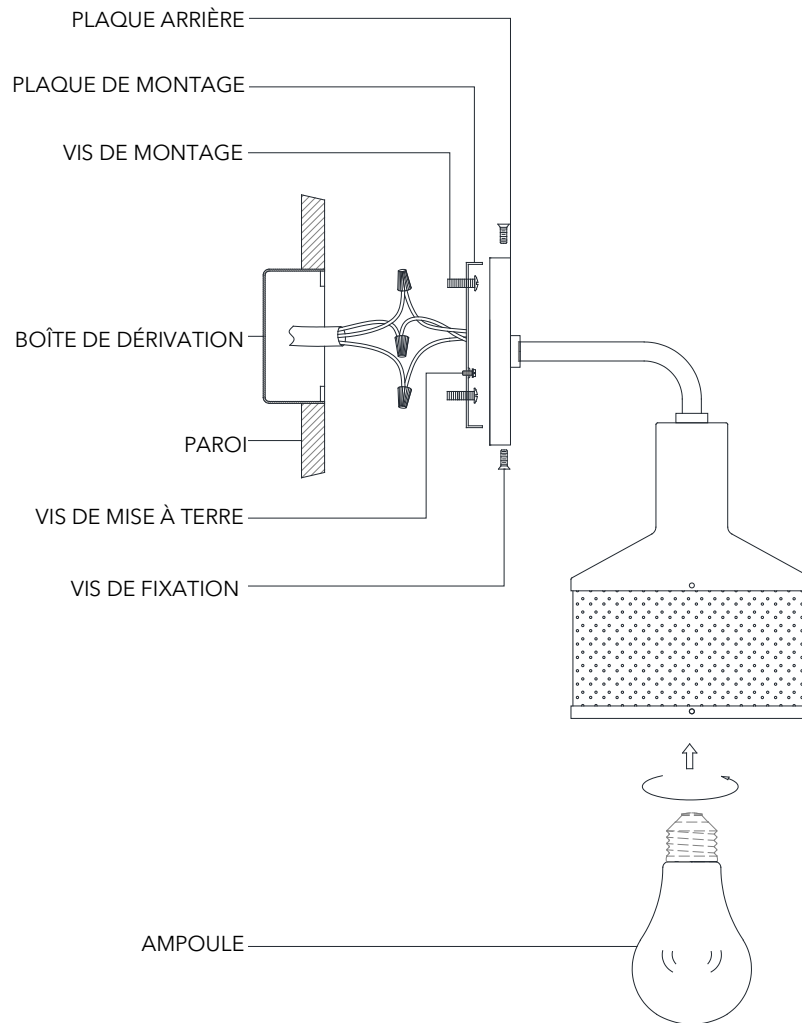 PLAQUE ARRIÈRE
PLAQUE DE MONTAGE
VIS DE MONTAGE
BOÎTE DE DÉRIVATION
PAROI
VIS DE MISE À TERRE
VIS DE FIXATION
AMPOULE